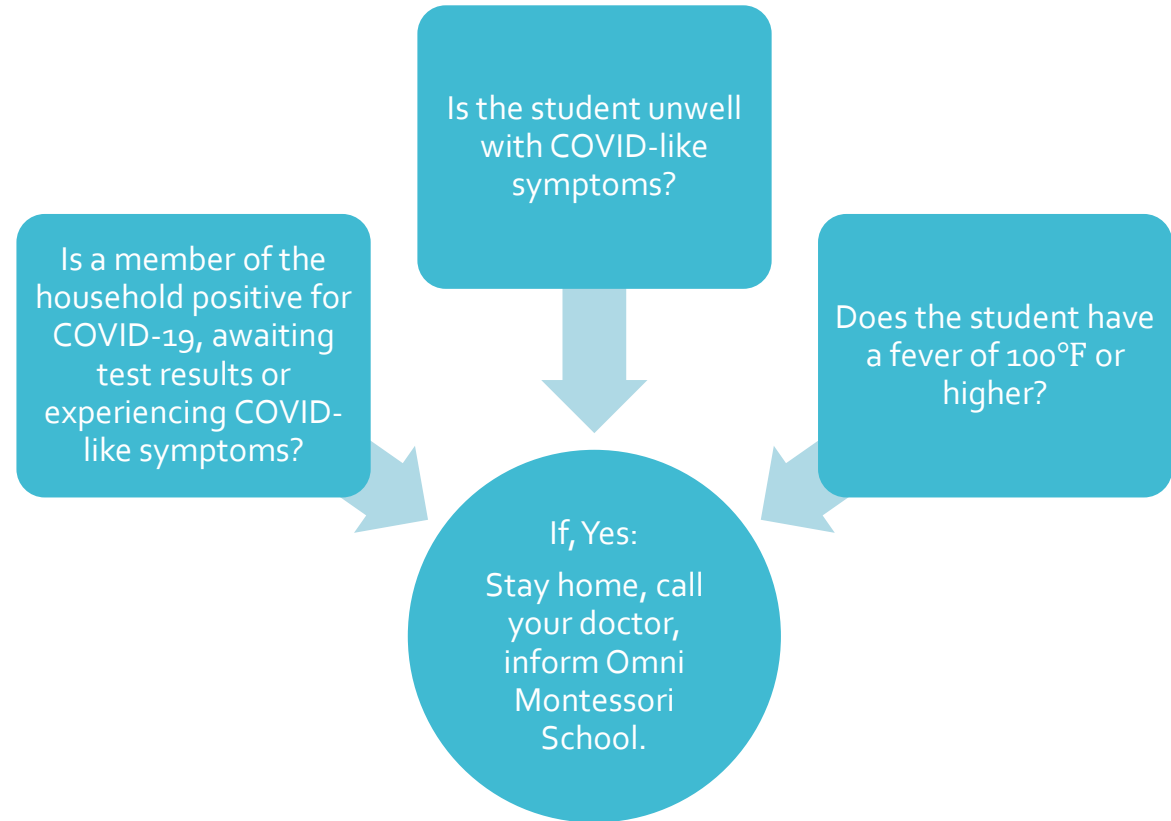 Is the student unwell
with COVID-like
symptoms?
Is a member of the
household positive for
COVID-19, awaiting
test results or
experiencing COVID-
like symptoms?
Does the student have
a fever of 100°F or
higher?
If, Yes:
Stay home, call
your doctor,
inform Omni
Montessori
School.